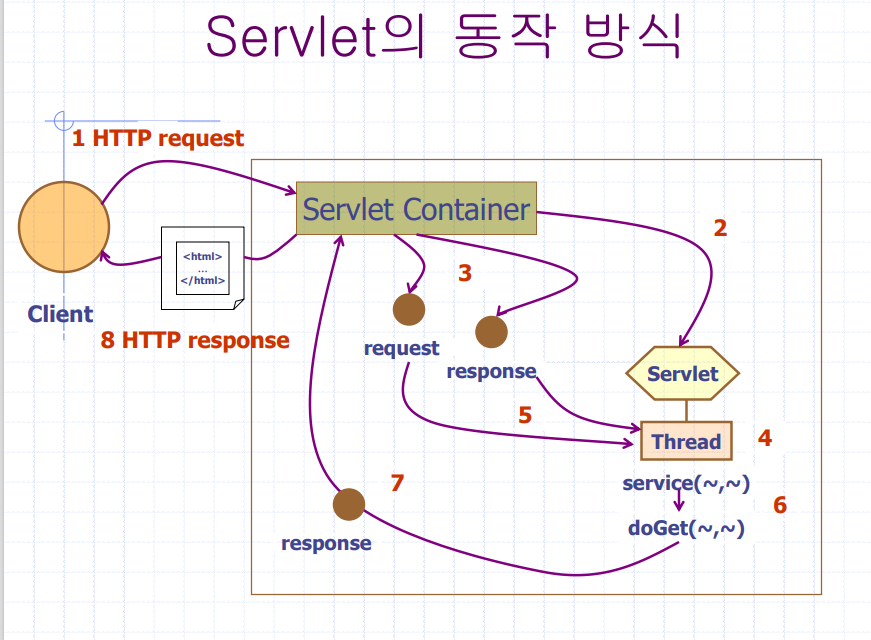 Servlet의 동작 방식
1 HTTP request
Servlet Container
2
<html>
...
</html>
3
Client
8 HTTP response
request
response
Servlet
5
Thread
4
7
service(~,~)
6
doGet(~,~)
response